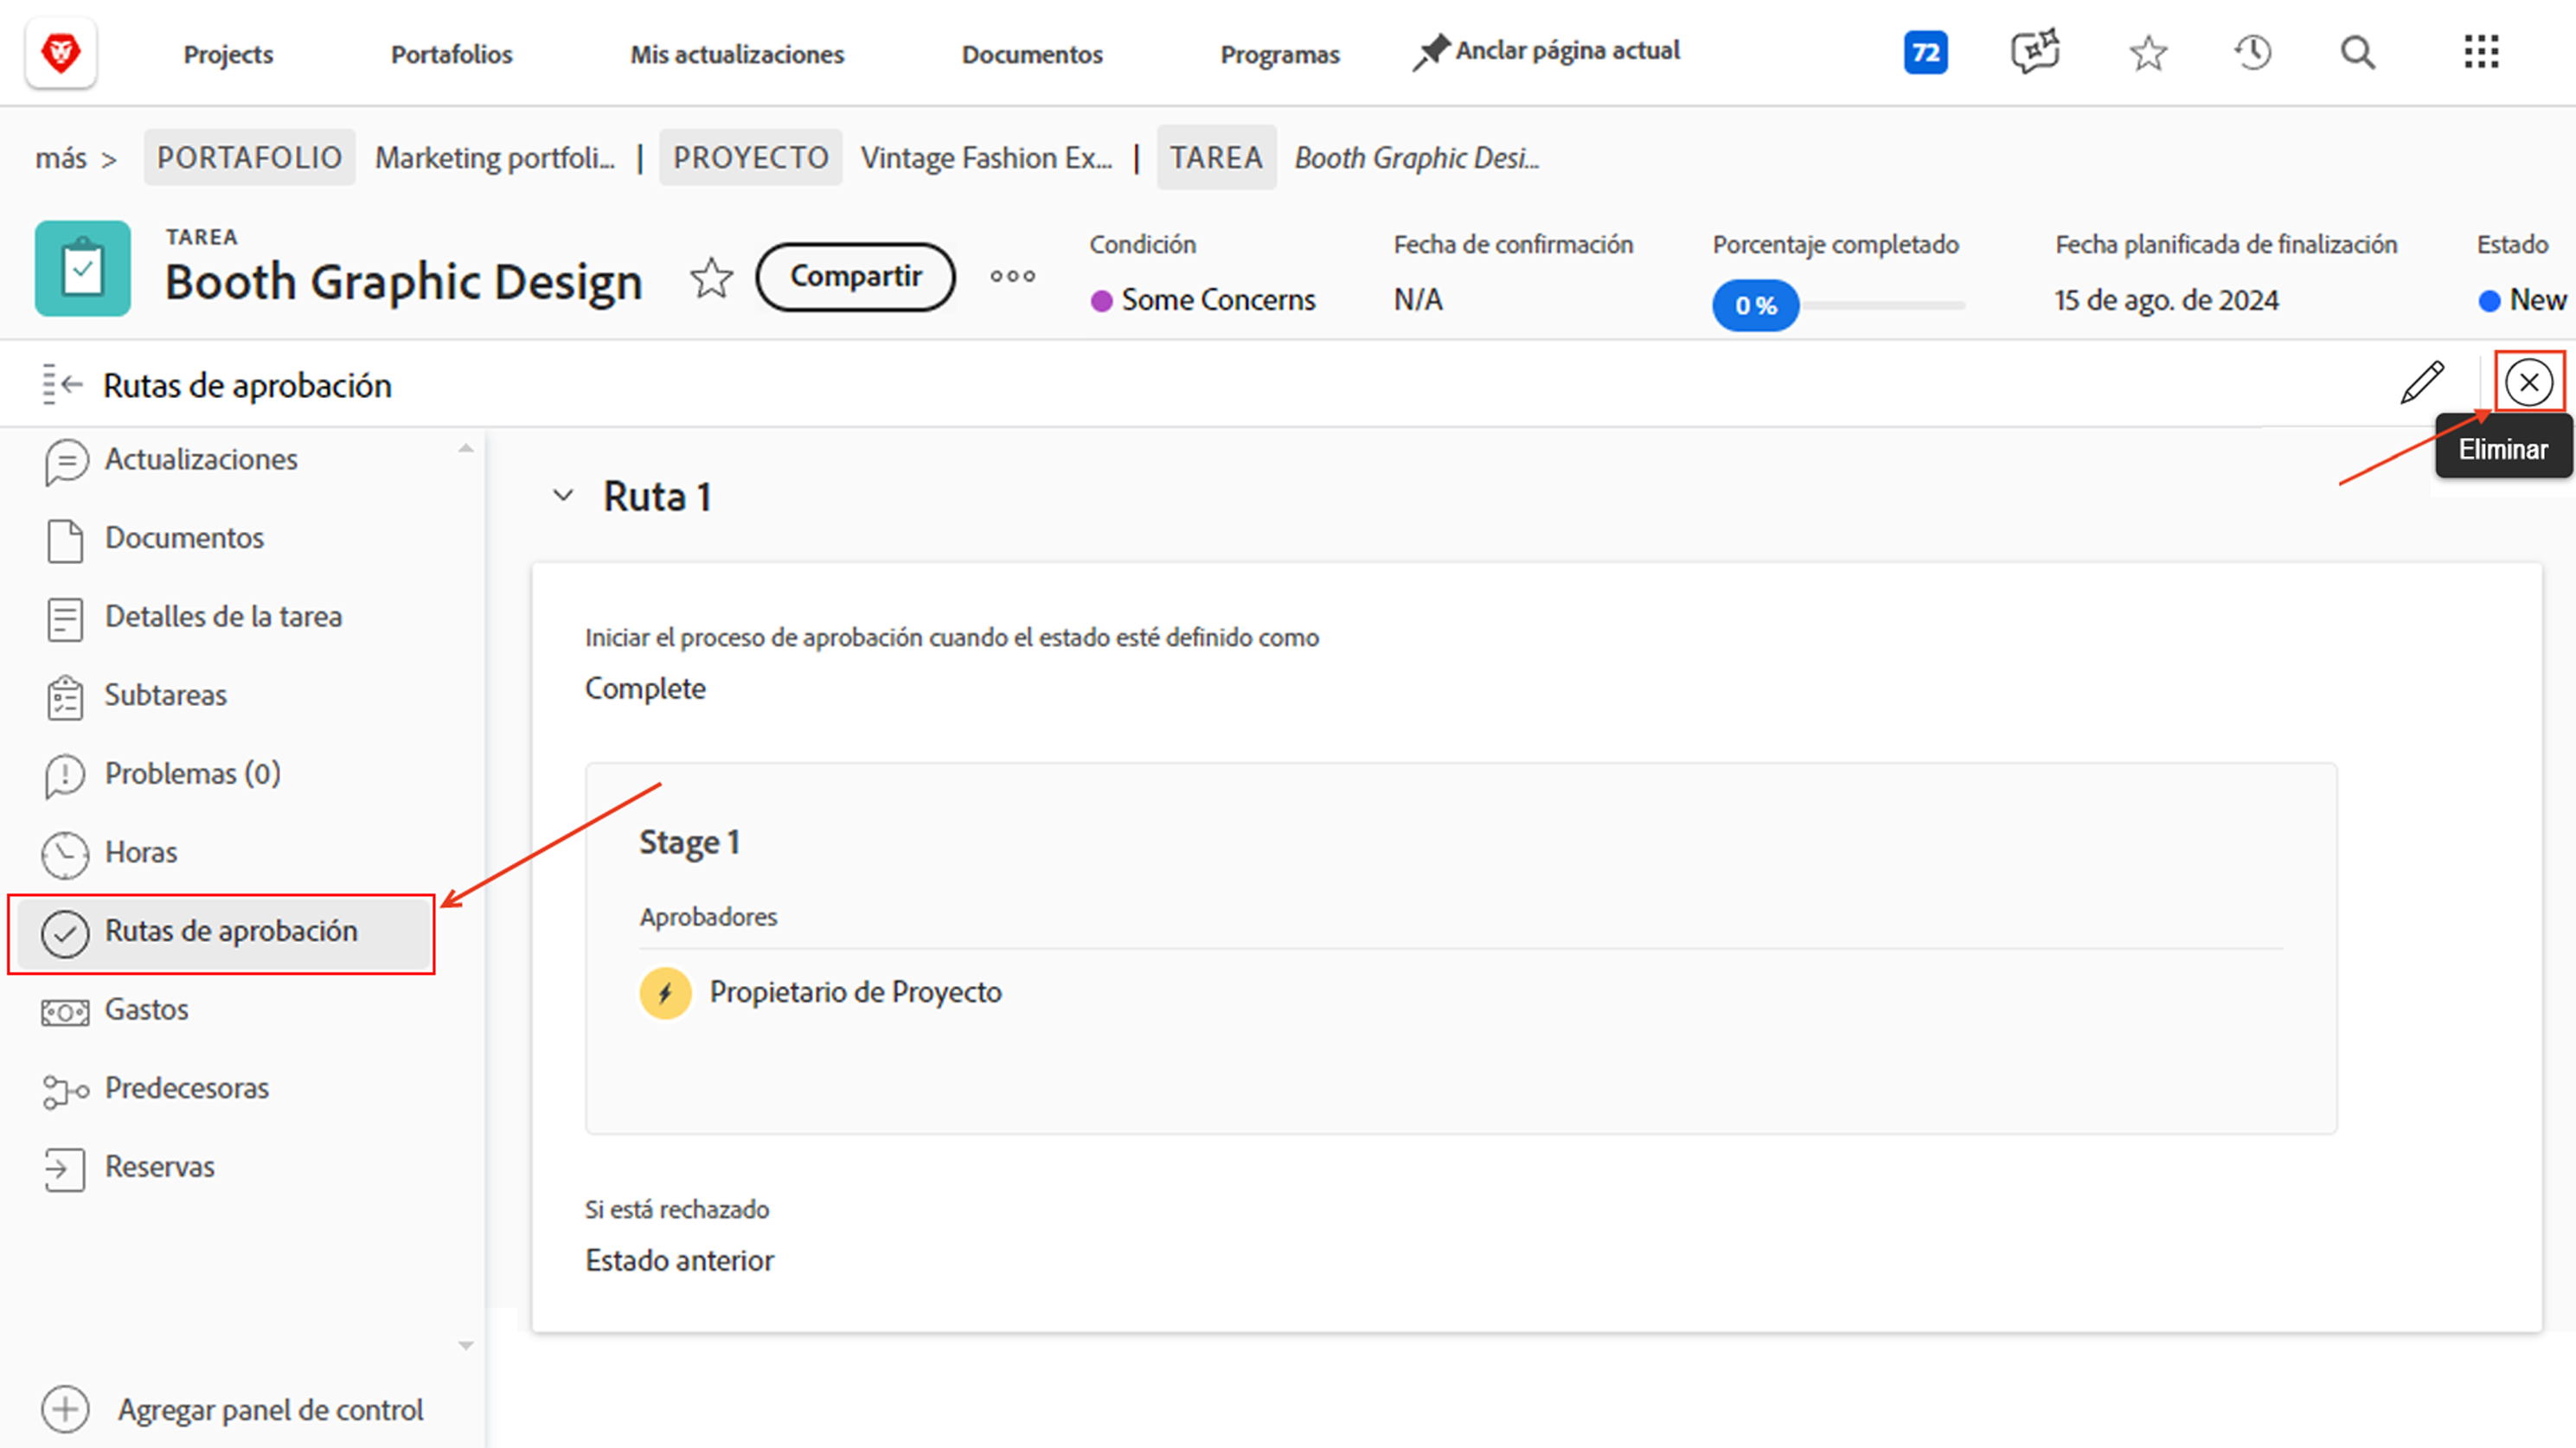 Projects Portafolios Mis actualizaciones Documentos Programas Anclar página actual 72
más > PORTAFOLIO Marketing portfoli... | PROYECTO Vintage Fashion Ex... | TAREA Booth Graphic Desi...
TAREA
Booth Graphic Design
Compartir
Condición
Some Concerns
Fecha de confirmación
N/A
Porcentaje completado
0 %
Fecha planificada de finalización
15 de ago. de 2024
Estado
New
Rutas de aprobación
Eliminar
Actualizaciones
Documentos
Detalles de la tarea
Subtareas
Problemas (0)
Horas
Rutas de aprobación
Gastos
Predecesoras
Reservas
Agregar panel de control
Ruta 1
Iniciar el proceso de aprobación cuando el estado esté definido como
Complete
Stage 1
Aprobadores
Propietario de Proyecto
Si está rechazado
Estado anterior